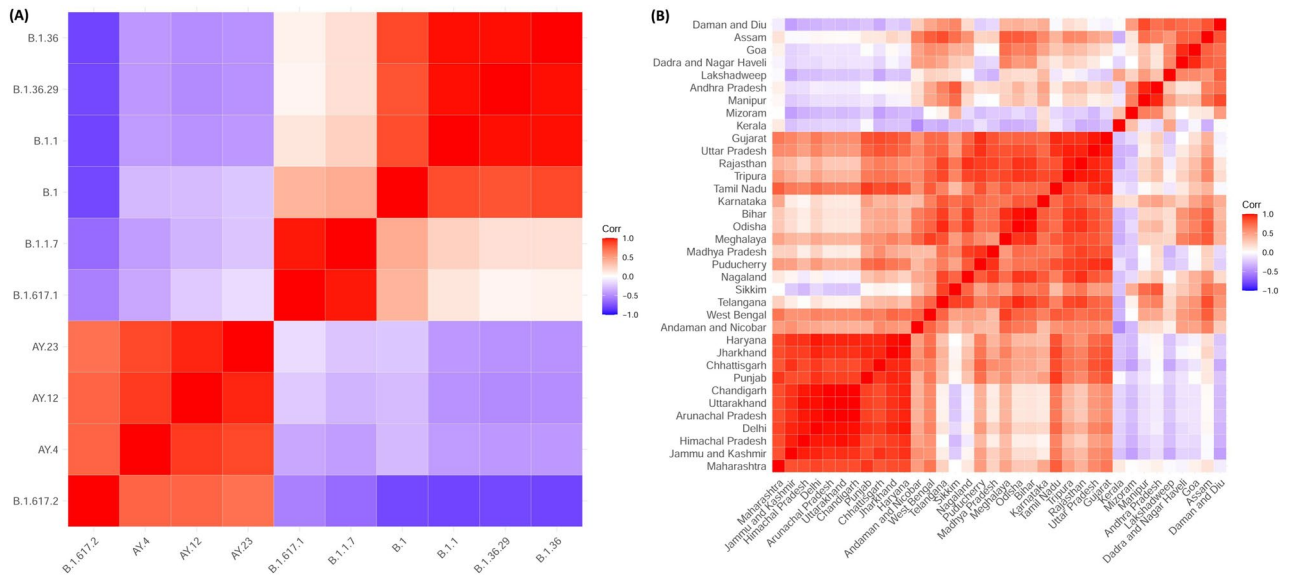 (A)
B.1.36
B.1.36.29
B.1.1
B.1
B.1.1.7
B.1.617.1
AY.23
AY.12
AY.4
B.1.617.2
B.1.617.2
AY.4
AY.12
AY.23
B.1.617.1
B.1.1.7
B.1
B.1.1
B.1.36.29
B.1.36
Corr
1.0
0.5
0.0
−0.5
−1.0
(B)
Daman and Diu
Assam
Goa
Dadra and Nagar Haveli
Lakshadweep
Andhra Pradesh
Manipur
Mizoram
Kerala
Gujarat
Uttar Pradesh
Rajasthan
Tripura
Tamil Nadu
Karnataka
Bihar
Odisha
Meghalaya
Madhya Pradesh
Puducherry
Nagaland
Sikkim
Telangana
West Bengal
Andaman and Nicobar
Haryana
Jharkhand
Chhattisgarh
Punjab
Chandigarh
Uttarakhand
Arunachal Pradesh
Delhi
Himachal Pradesh
Jammu and Kashmir
Maharashtra
Maharashtra
Jammu and Kashmir
Himachal Pradesh
Delhi
Arunachal Pradesh
Uttarakhand
Chandigarh
Punjab
Chhattisgarh
Jharkhand
Haryana
Andaman and Nicobar
West Bengal
Telangana
Sikkim
Nagaland
Puducherry
Madhya Pradesh
Meghalaya
Odisha
Bihar
Karnataka
Tamil Nadu
Tripura
Rajasthan
Uttar Pradesh
Gujarat
Kerala
Mizoram
Manipur
Andhra Pradesh
Lakshadweep
Dadra and Nagar Haveli
Goa
Assam
Daman and Diu
Corr
1.0
0.5
0.0
−0.5
−1.0